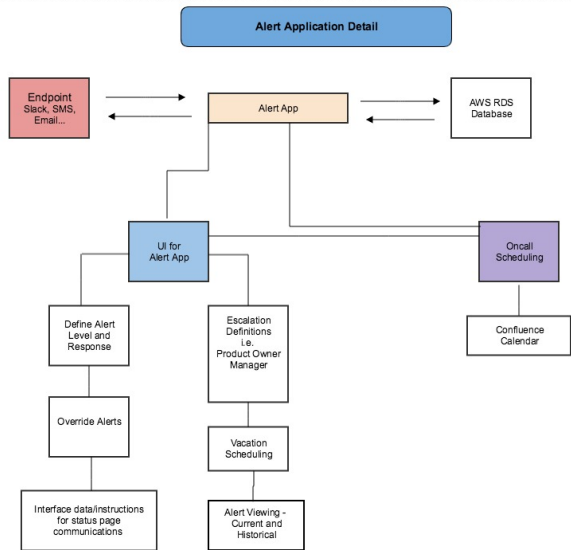 Alert Application Detail
Endpoint
Slack, SMS,
Email...
Alert App
AWS RDS
Database
UI for
Alert App
Oncall
Scheduling
Define Alert
Level and
Response
Escalation
Definitions
i.e.
Product Owner
Manager
Confluence
Calendar
Override Alerts
Vacation
Scheduling
Interface data/instructions
for status page
communications
Alert Viewing -
Current and
Historical